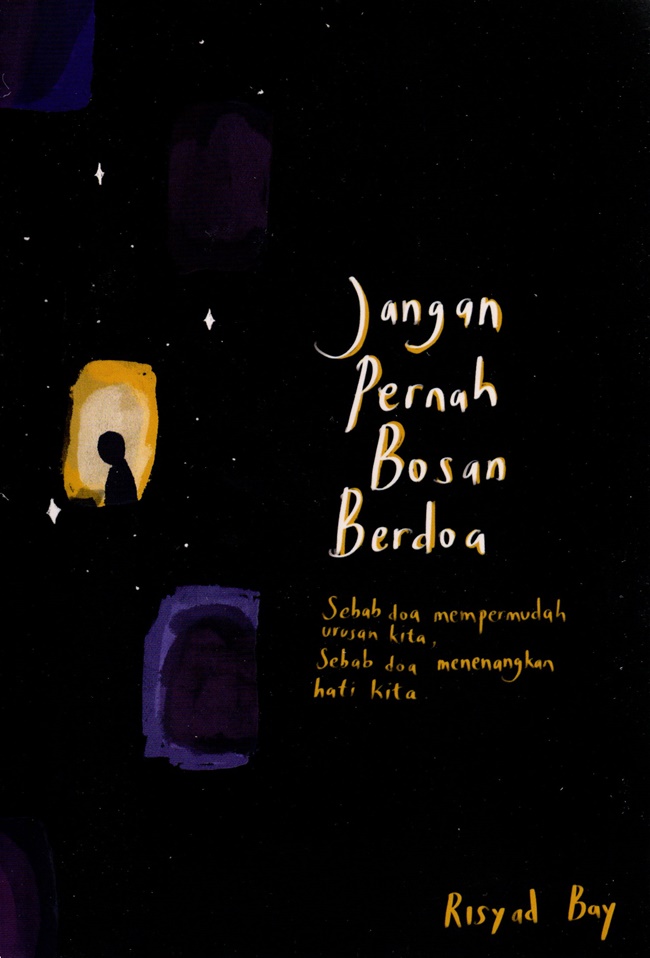 Jangan
Pernah
Bosan
Berdoa
Sebab doa mempermudah
urusan kita,
Sebab doa menenangkan
hati kita
Risyad Bay